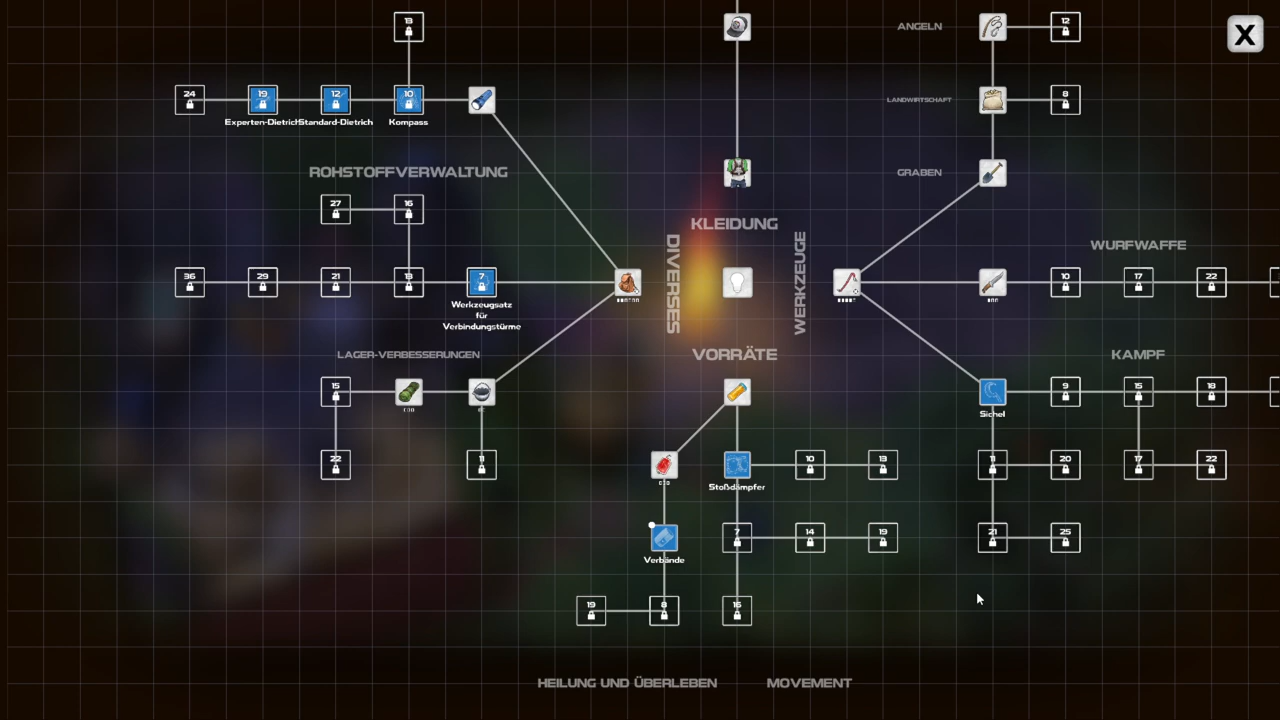 13
ANGELN
12
X
24
19
12
10
LANDWIRTSCHAFT
8
Experten-Dietrich
Standard-Dietrich
Kompass
ROHSTOFFVERWALTUNG
GRABEN
27
16
KLEIDUNG
DIVERSES
WERKZEUGE
WURFWAFFE
36
29
21
13
7
10
17
22
Werkzeugsatz
für
Verbindungstürme
LAGER-VERBESSERUNGEN
VORRÄTE
KAMPF
15
9
15
18
Sichel
22
11
10
13
11
20
17
22
Stoßdämpfer
7
14
19
21
25
Verbände
19
8
16
HEILUNG UND ÜBERLEBEN
MOVEMENT